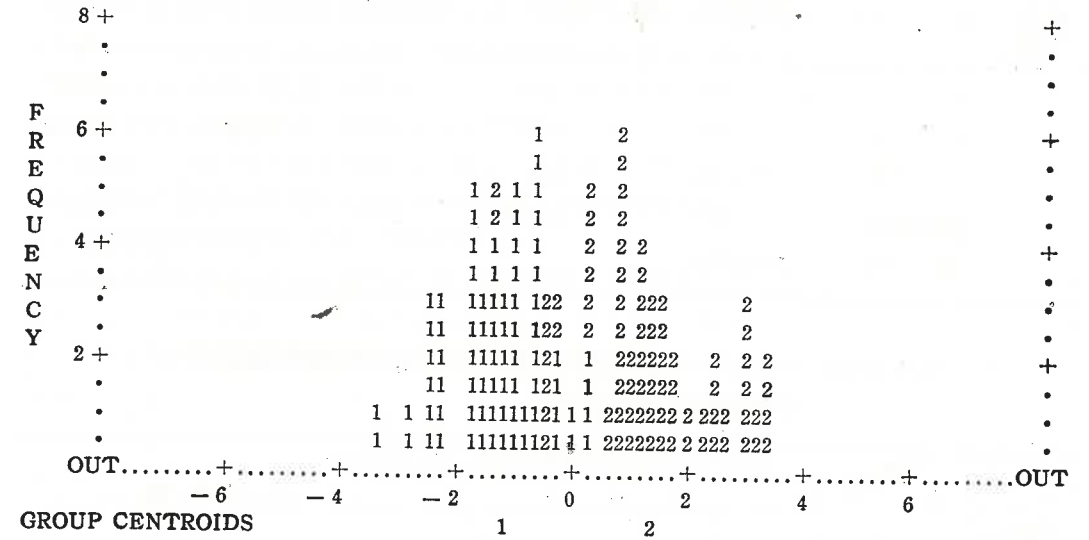 8 + +
. .
. .
. .
F
R 6 + 1 2 +
E . 1 2 .
Q . 1 2 1 1 2 2 .
U . 1 2 1 1 2 2 .
E 4 + 1 1 1 1 2 2 2 +
N . 1 1 1 1 2 2 2 .
C . 11 11111 122 2 2 222 2 .
Y . 11 11111 122 2 2 222 2 .
2 + 11 11111 121 1 222222 2 2 2 +
. 11 11111 121 1 222222 2 2 2 .
. 1 1 11 11111111211 1 2222222 2 222 222 .
. 1 1 11 11111111211 1 2222222 2 222 222 .
OUT.........+.........+.........+.........+.........+.........+.........OUT
−6 −4 −2 0 2 4 6
GROUP CENTROIDS 1 2